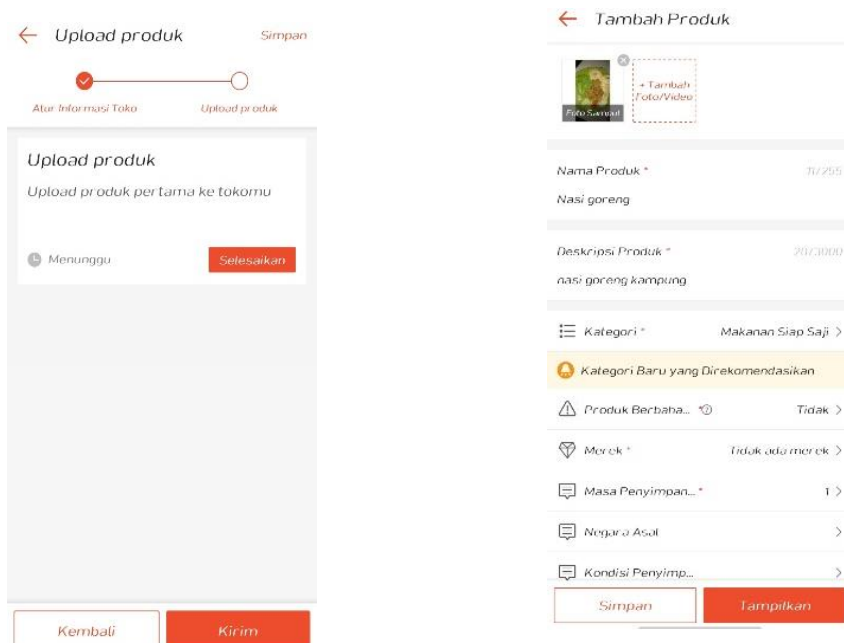 Upload produk
Simpan
Atur Informasi Toko
Upload produk
Upload produk
Upload produk pertama ke tokomu
Menunggu
Selesaikan
Kembali
Kirim
Tambah Produk
+ Tambah
Foto/Video
Foto Sampul
Nama Produk *
11/255
Nasi goreng
Deskripsi Produk *
20/3000
nasi goreng kampung
Kategori *
Makanan Siap Saji >
Kategori Baru yang Direkomendasikan
Produk Berbaha... *
Tidak >
Merek *
Tidak ada merek >
Masa Penyimpan... *
1 >
Negara Asal
Kondisi Penyimp...
Simpan
Tampilkan